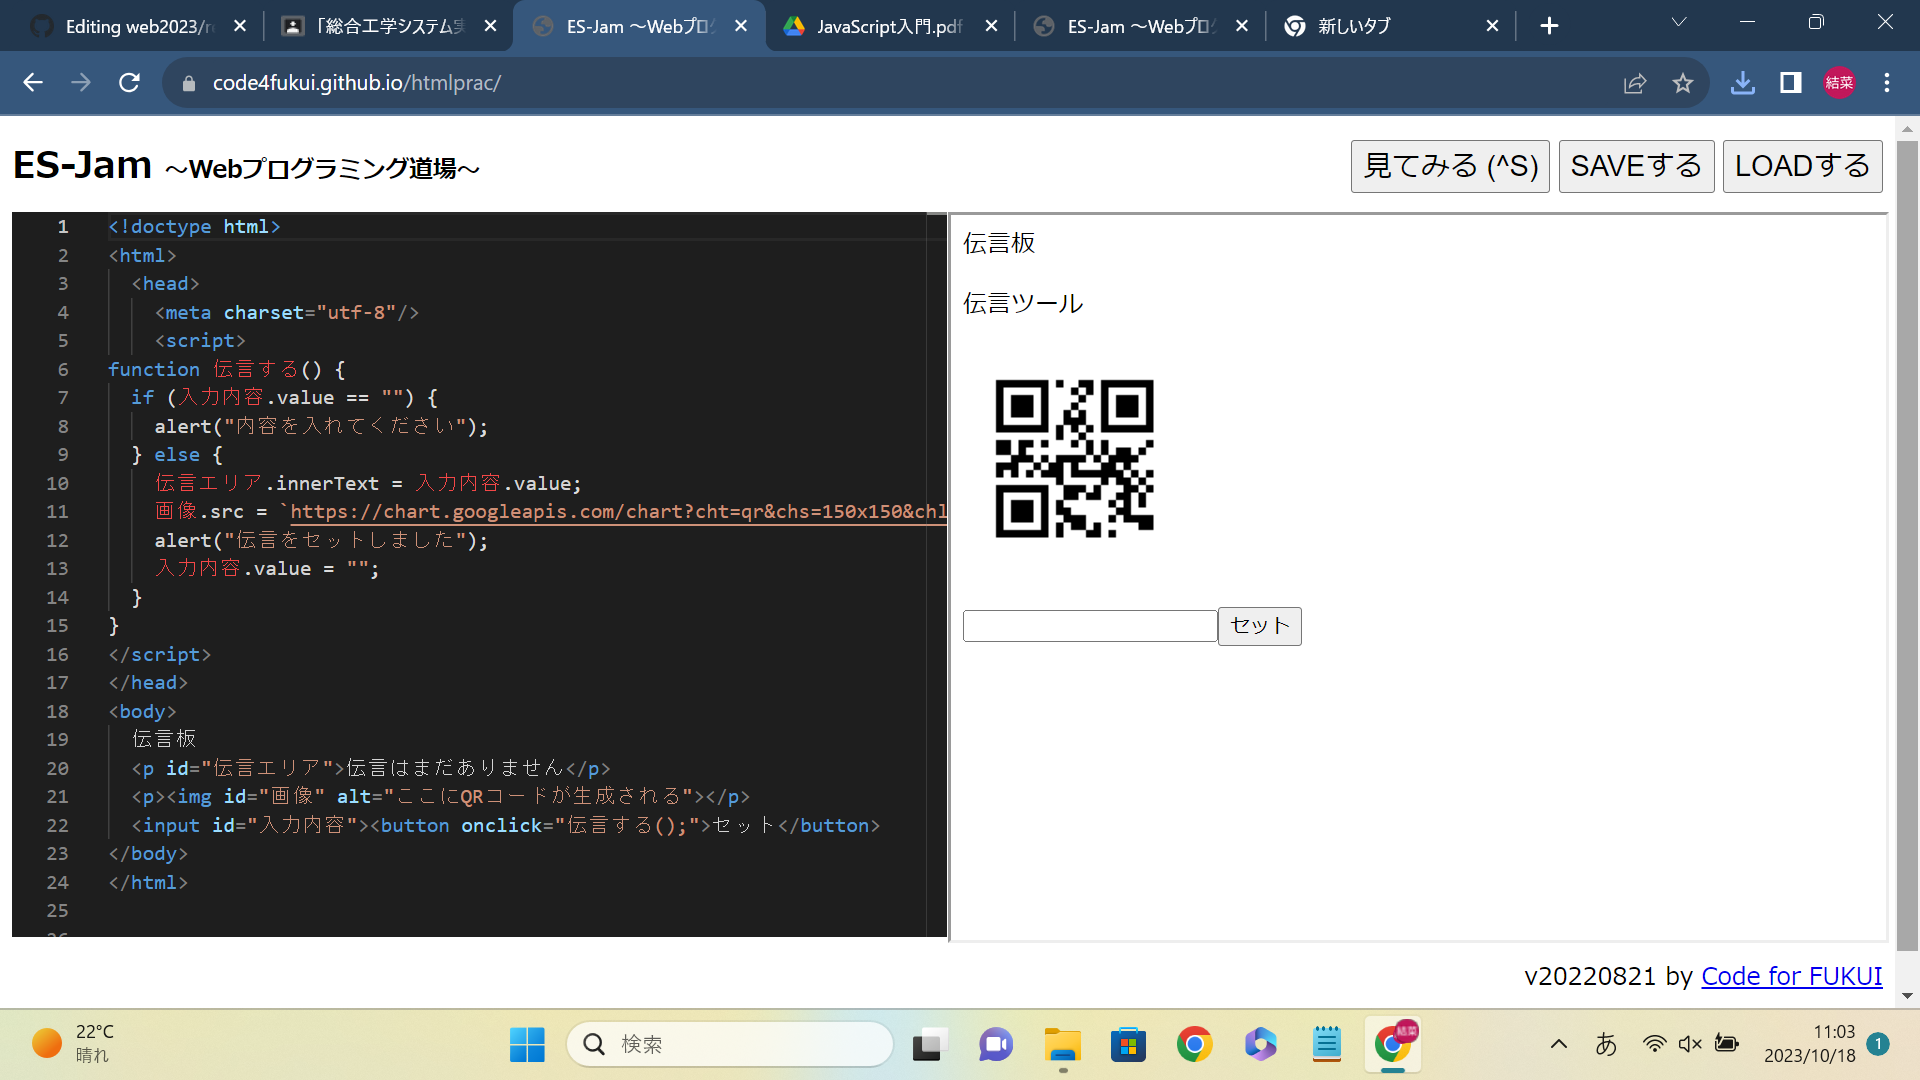 Editing web2023/re
「総合工学システム実
ES-Jam ～Webプログ
JavaScript入門.pdf
ES-Jam ～Webプログ
新しいタブ
code4fukui.github.io/htmlprac/
結菜
ES-Jam ～Webプログラミング道場～
見てみる (^S)
SAVEする
LOADする
1 <!doctype html>
2 <html>
3 <head>
4 <meta charset="utf-8"/>
5 <script>
6 function 伝言する() {
7 if (入力内容.value == "") {
8 alert("内容を入れてください");
9 } else {
10 伝言エリア.innerText = 入力内容.value;
11 画像.src = `https://chart.googleapis.com/chart?cht=qr&chs=150x150&chl
12 alert("伝言をセットしました");
13 入力内容.value = "";
14 }
15 }
16 </script>
17 </head>
18 <body>
19 伝言板
20 <p id="伝言エリア">伝言はまだありません</p>
21 <p><img id="画像" alt="ここにQRコードが生成される"></p>
22 <input id="入力内容"><button onclick="伝言する();">セット</button>
23 </body>
24 </html>
25
伝言板
伝言ツール
セット
v20220821 by Code for FUKUI
22°C
晴れ
検索
結菜
あ
11:03
2023/10/18
1